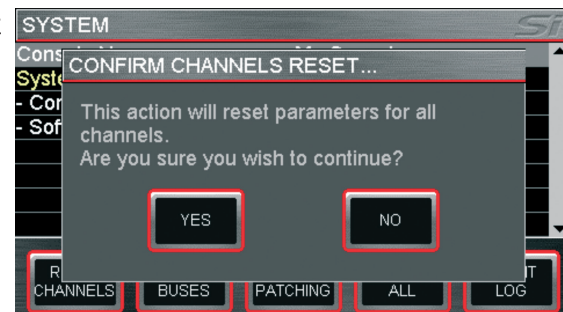 SYSTEM Si
CONFIRM CHANNELS RESET...
This action will reset parameters for all
channels.
Are you sure you wish to continue?
YES NO
CHANNELS BUSES PATCHING ALL LOG